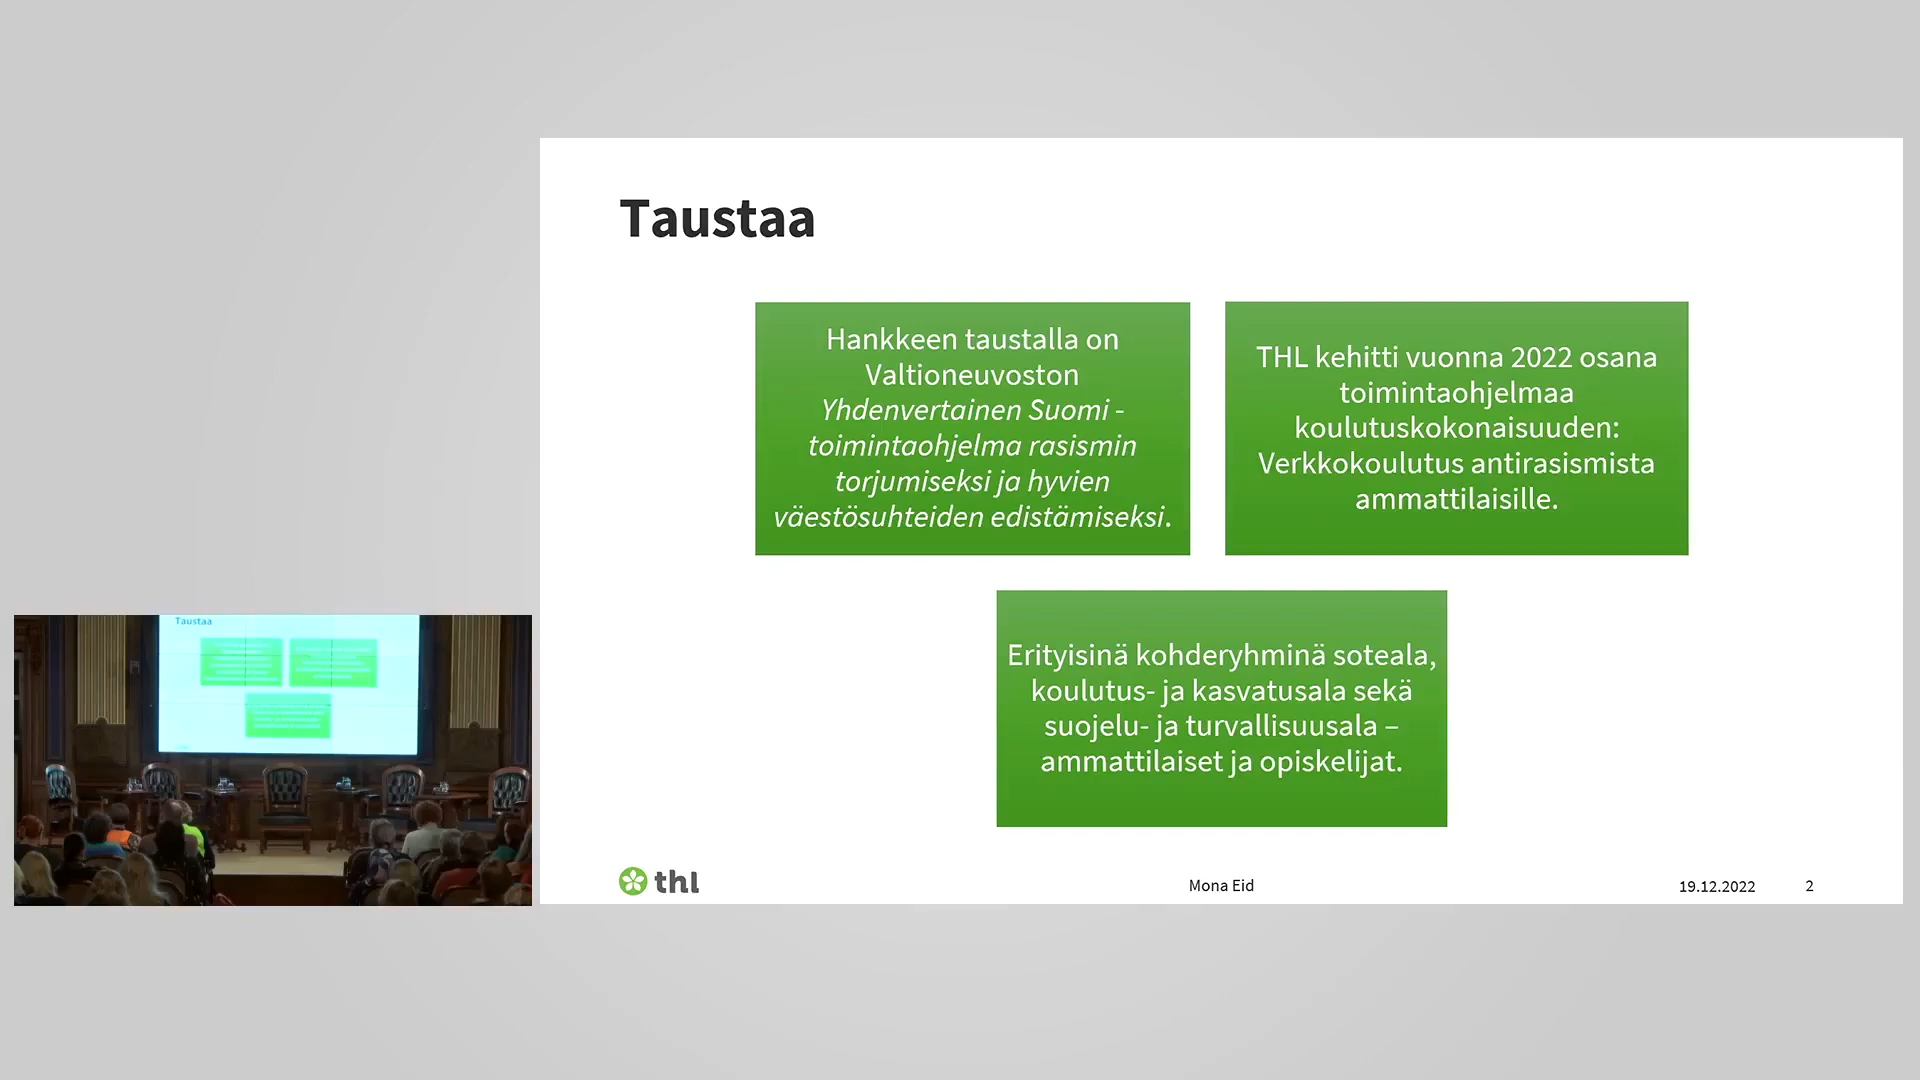 Taustaa
Hankkeen taustalla on
Valtioneuvoston
Yhdenvertainen Suomi -
toimintaohjelma rasismin
torjumiseksi ja hyvien
väestösuhteiden edistämiseksi.
THL kehitti vuonna 2022 osana
toimintaohjelmaa
koulutuskokonaisuuden:
Verkkokoulutus antirasismista
ammattilaisille.
Erityisinä kohderyhminä soteala,
koulutus- ja kasvatusala sekä
suojelu- ja turvallisuusala –
ammattilaiset ja opiskelijat.
thl
Mona Eid
19.12.2022
2
Taustaa